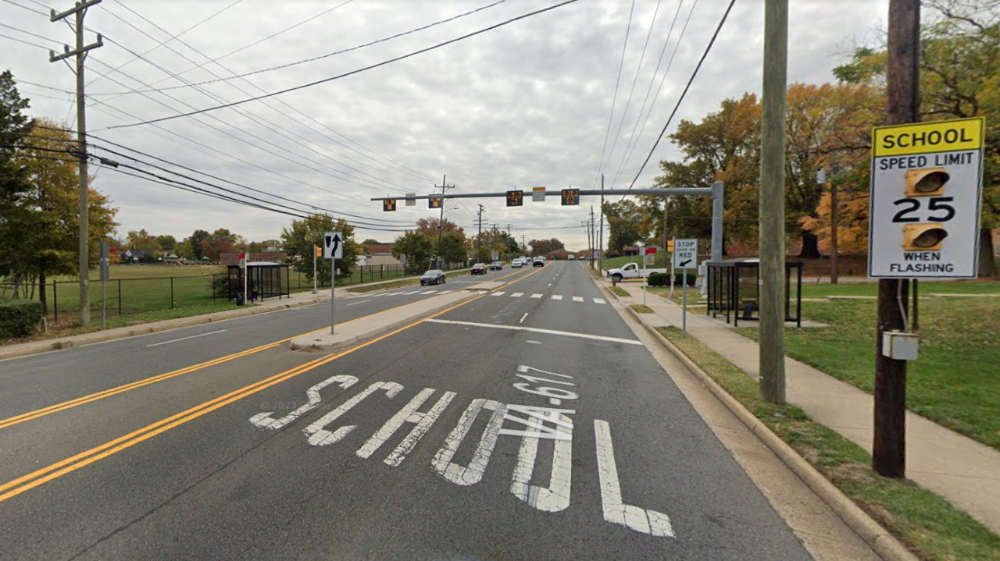 SCHOOL
SPEED LIMIT
25
WHEN
FLASHING
STOP
HERE ON
RED
VA-617
SCHOOL